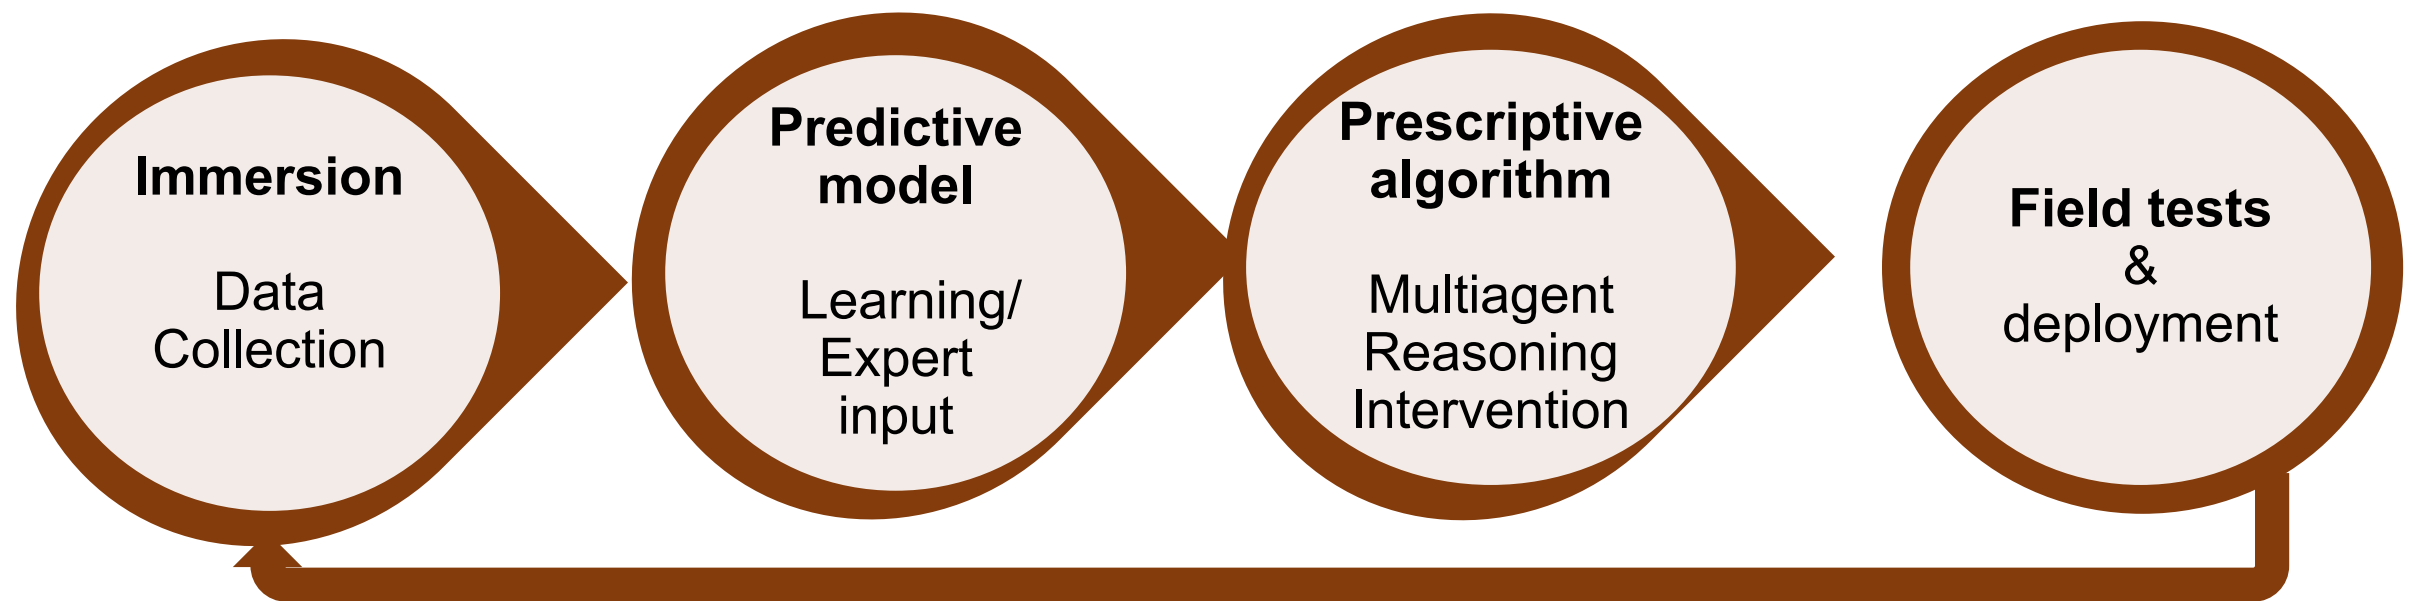 Immersion
Data
Collection
Predictive
model
Learning/
Expert
input
Prescriptive
algorithm
Multiagent
Reasoning
Intervention
Field tests
&
deployment